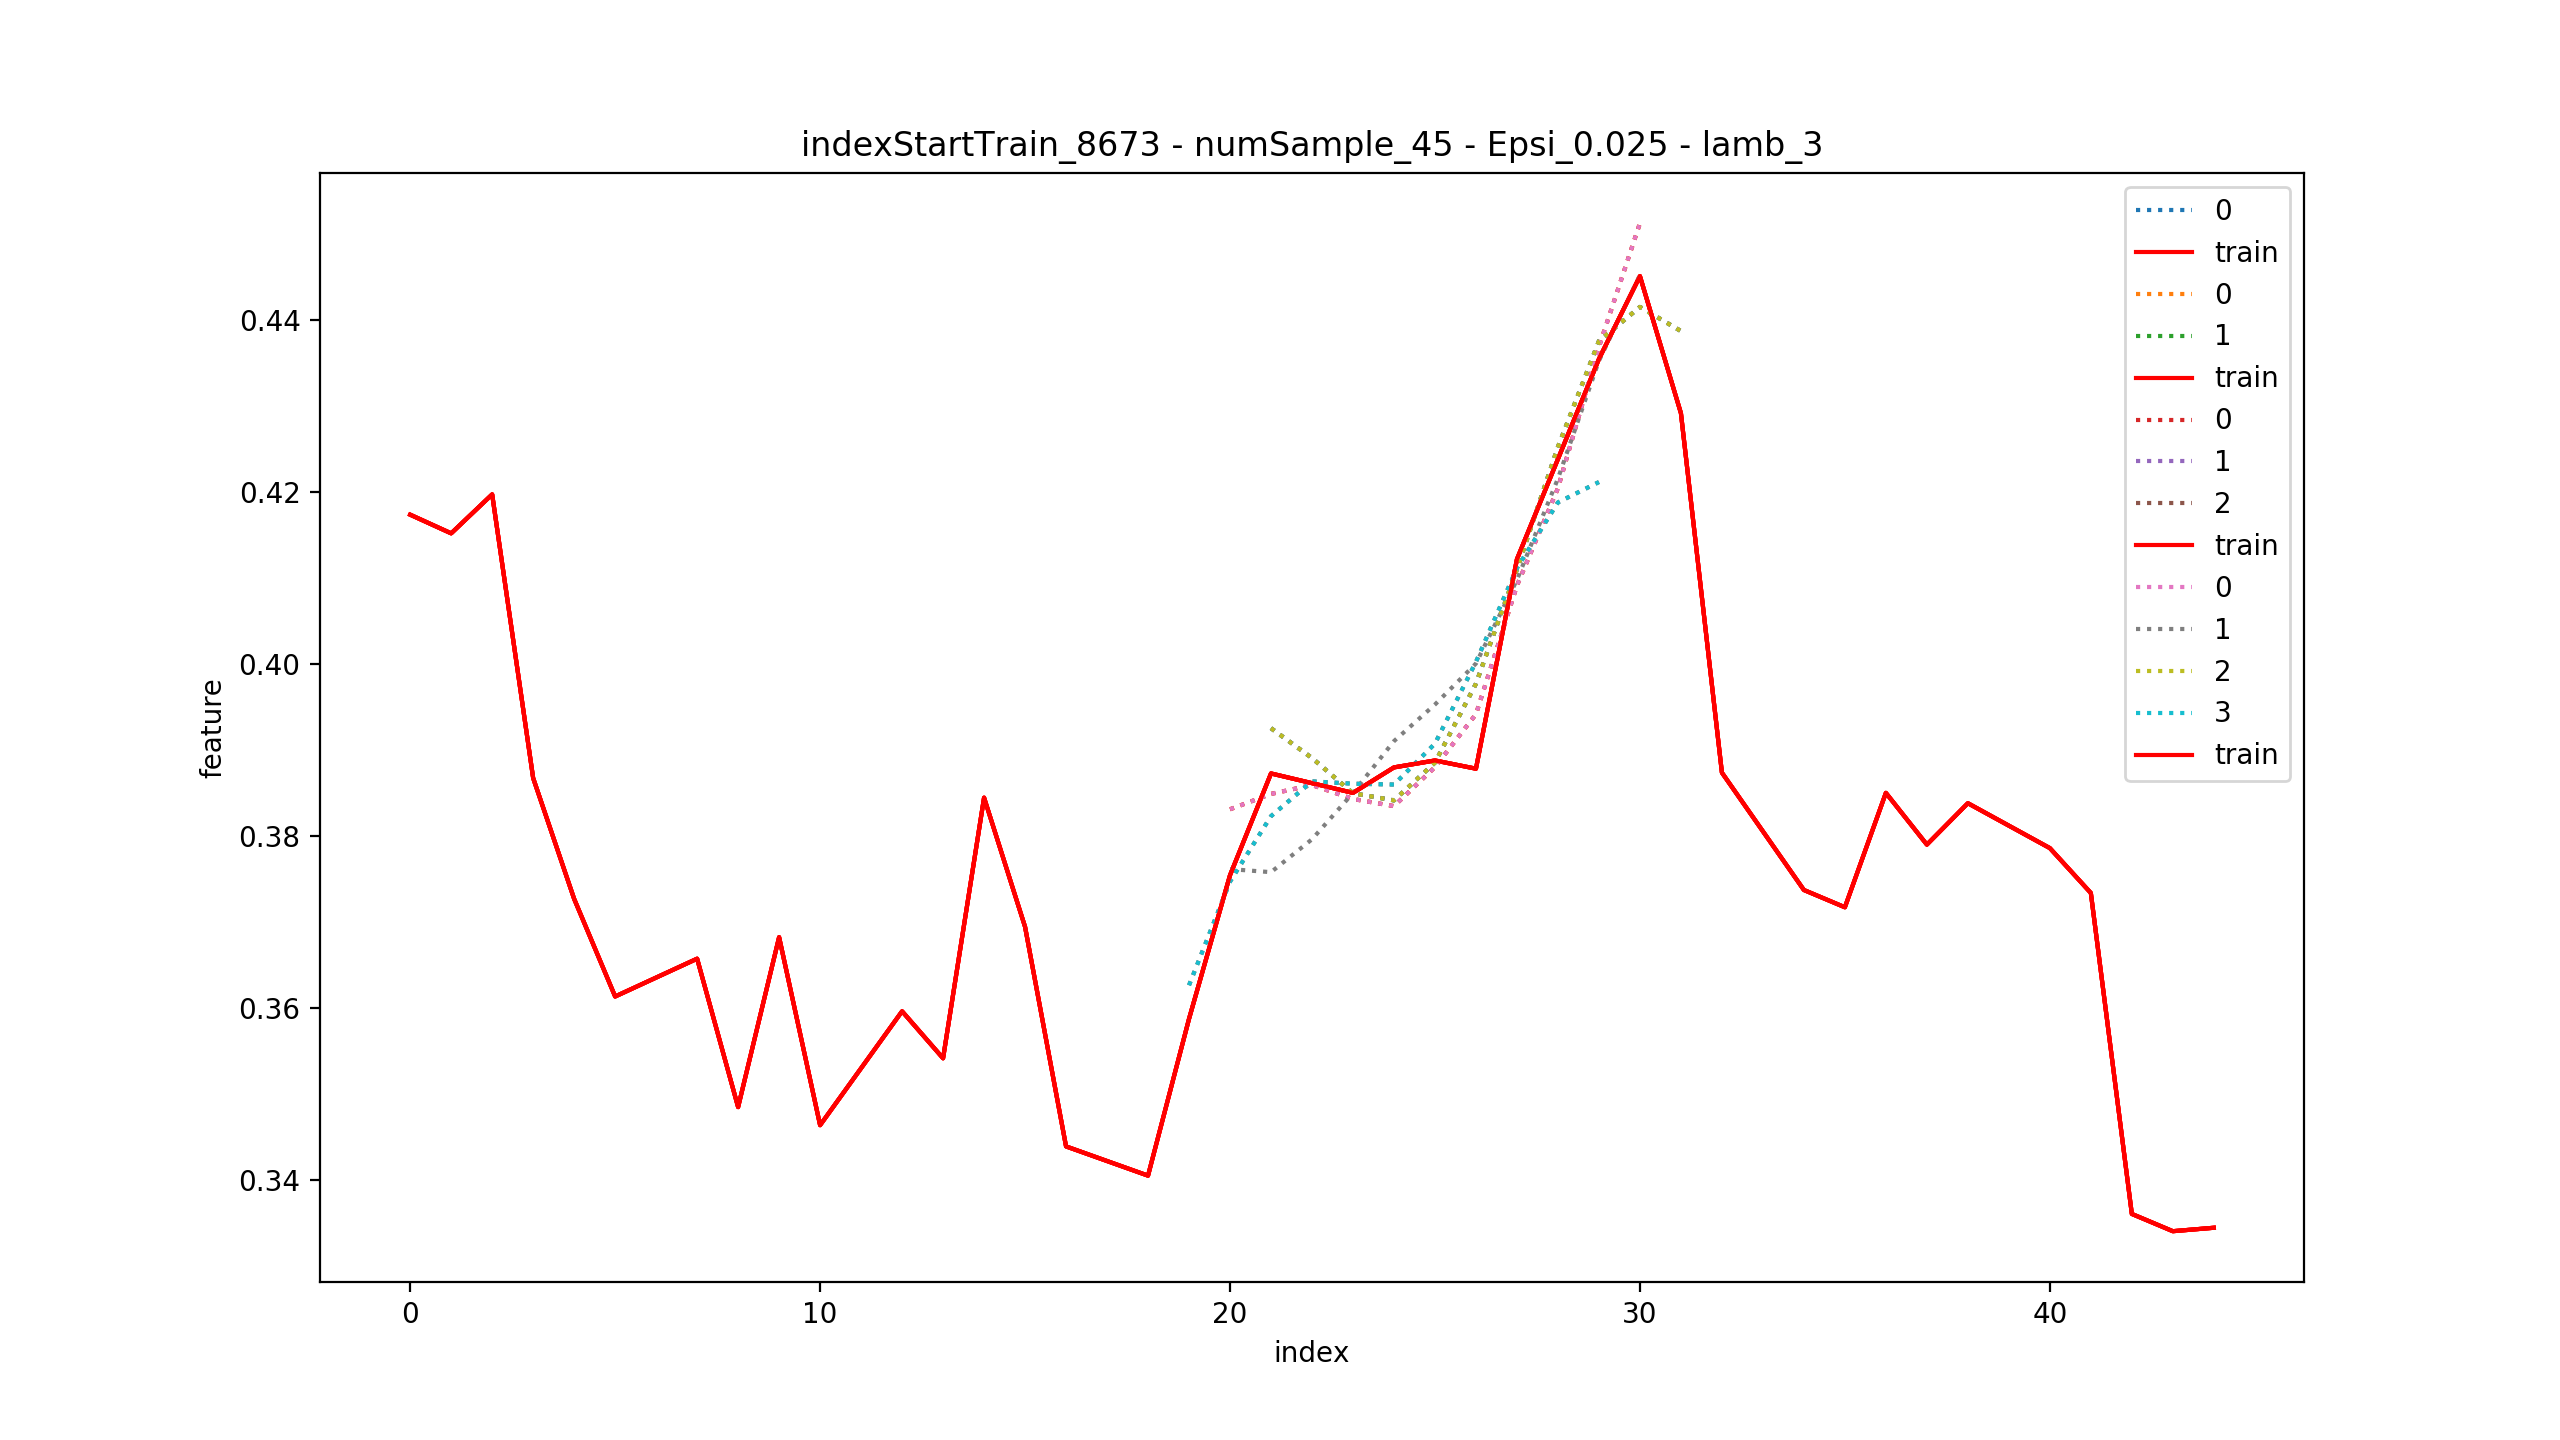 indexStartTrain_8673 - numSample_45 - Epsi_0.025 - lamb_3
0
train
0
1
train
0
1
2
train
0
1
2
3
train
0.44
0.42
0.40
0.38
0.36
0.34
feature
0 10 20 30 40
index